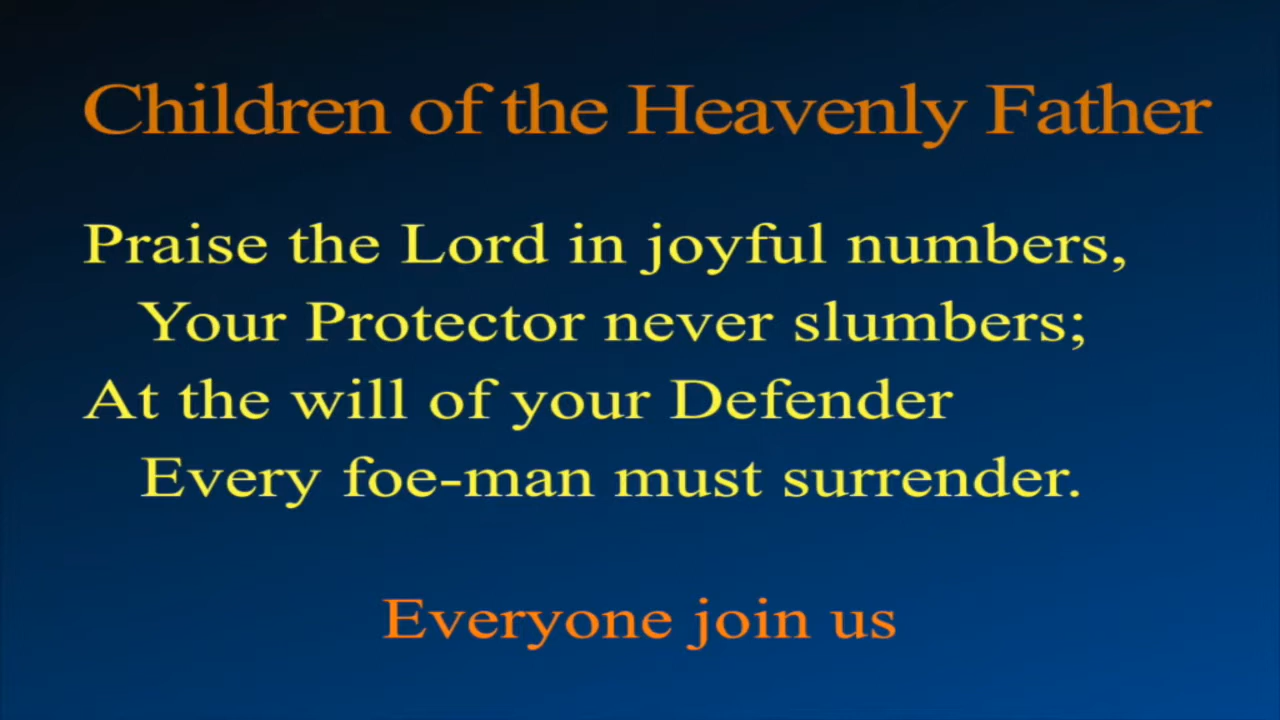 Children of the Heavenly Father
Praise the Lord in joyful numbers,
Your Protector never slumbers;
At the will of your Defender
Every foe-man must surrender.
Everyone join us